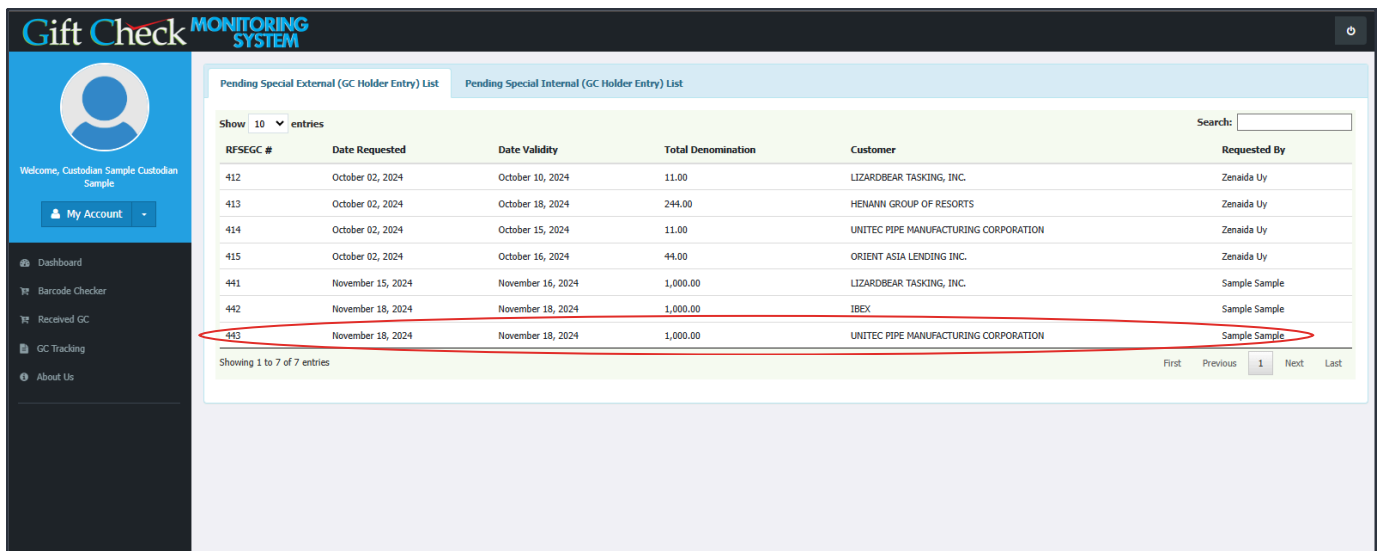 Gift Check MONITORING SYSTEM
Welcome, Custodian Sample Custodian
Sample
My Account
Dashboard
Barcode Checker
Received GC
GC Tracking
About Us
Pending Special External (GC Holder Entry) List Pending Special Internal (GC Holder Entry) List
Show 10 entries Search:
RFSEGC # Date Requested Date Validity Total Denomination Customer Requested By
412 October 02, 2024 October 10, 2024 11.00 LIZARDBEAR TASKING, INC. Zenaida Uy
413 October 02, 2024 October 18, 2024 244.00 HENANN GROUP OF RESORTS Zenaida Uy
414 October 02, 2024 October 15, 2024 11.00 UNITEC PIPE MANUFACTURING CORPORATION Zenaida Uy
415 October 02, 2024 October 16, 2024 44.00 ORIENT ASIA LENDING INC. Zenaida Uy
441 November 15, 2024 November 16, 2024 1,000.00 LIZARDBEAR TASKING, INC. Sample Sample
442 November 18, 2024 November 18, 2024 1,000.00 IBEX Sample Sample
443 November 18, 2024 November 18, 2024 1,000.00 UNITEC PIPE MANUFACTURING CORPORATION Sample Sample
Showing 1 to 7 of 7 entries First Previous 1 Next Last